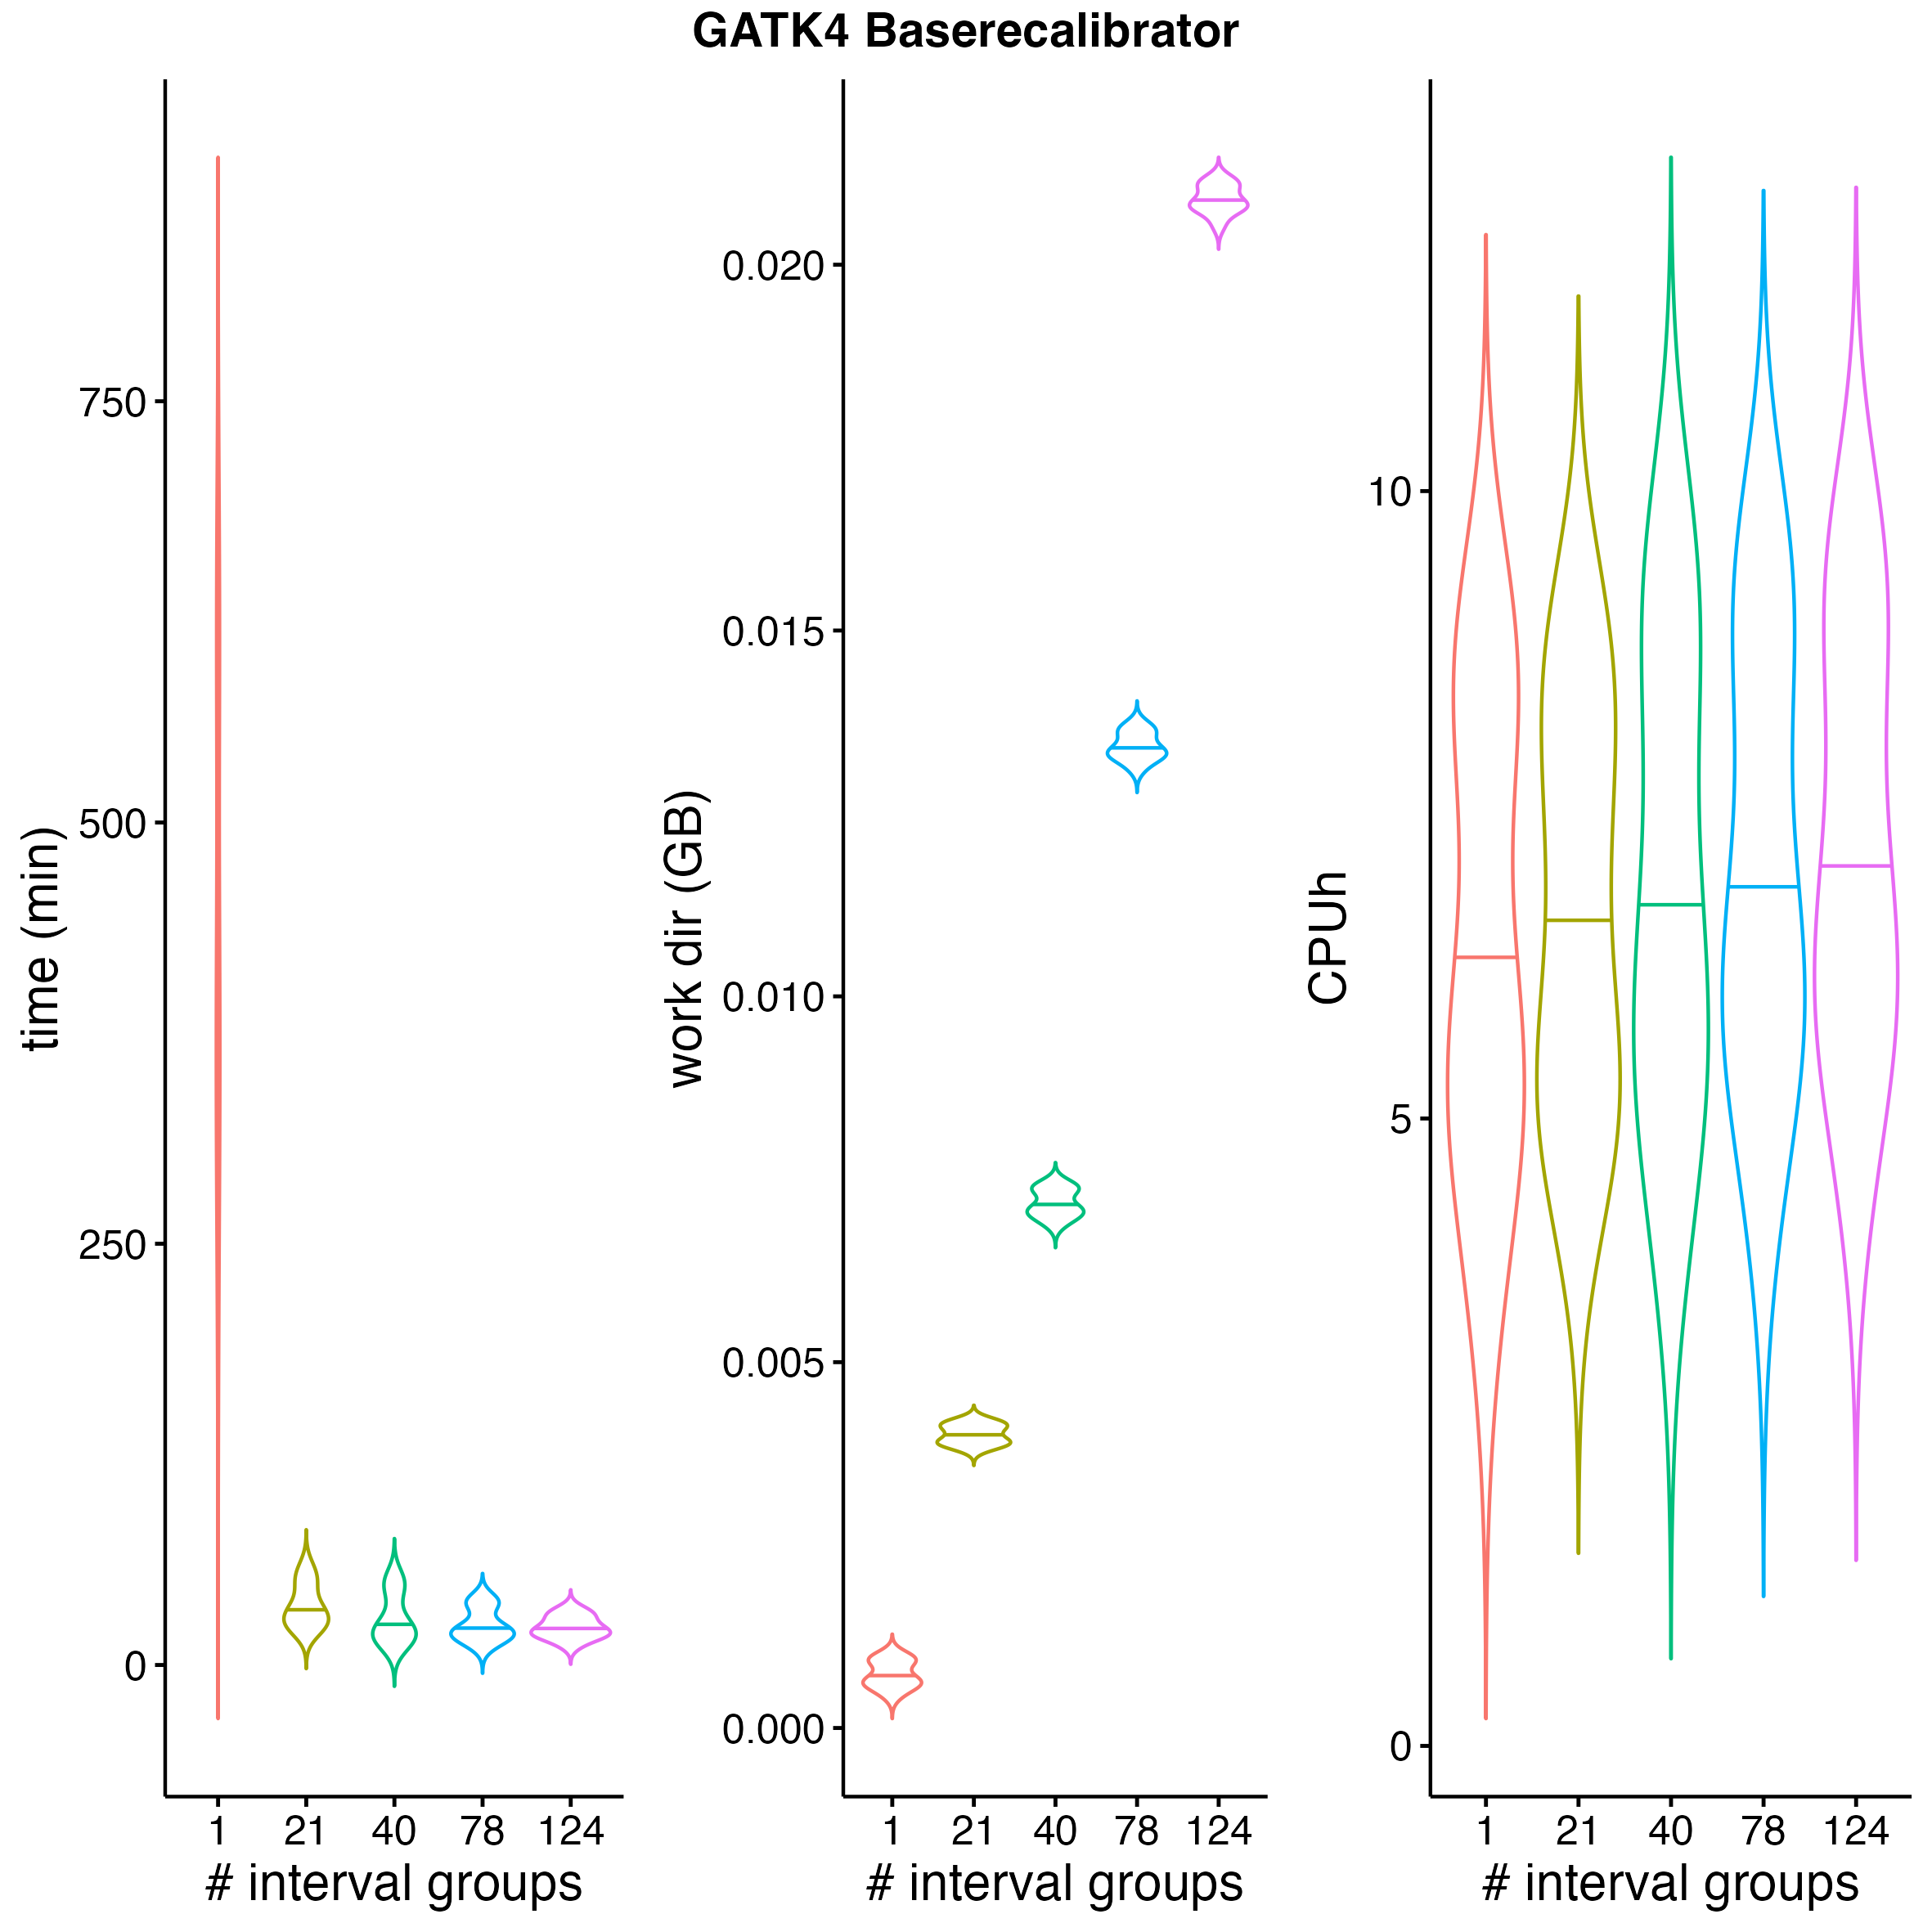 GATK4 Baserecalibrator
time (min)
750
500
250
0
1 21 40 78 124
# interval groups
work dir (GB)
0.020
0.015
0.010
0.005
0.000
1 21 40 78 124
# interval groups
CPUh
10
5
0
1 21 40 78 124
# interval groups